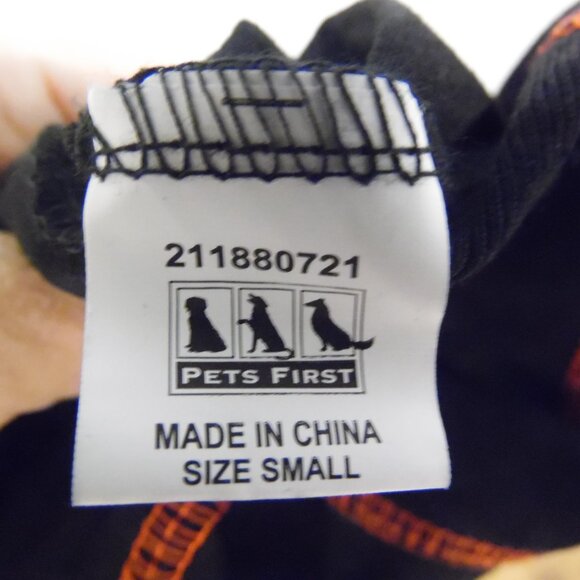 211880721
PETS FIRST
MADE IN CHINA
SIZE SMALL